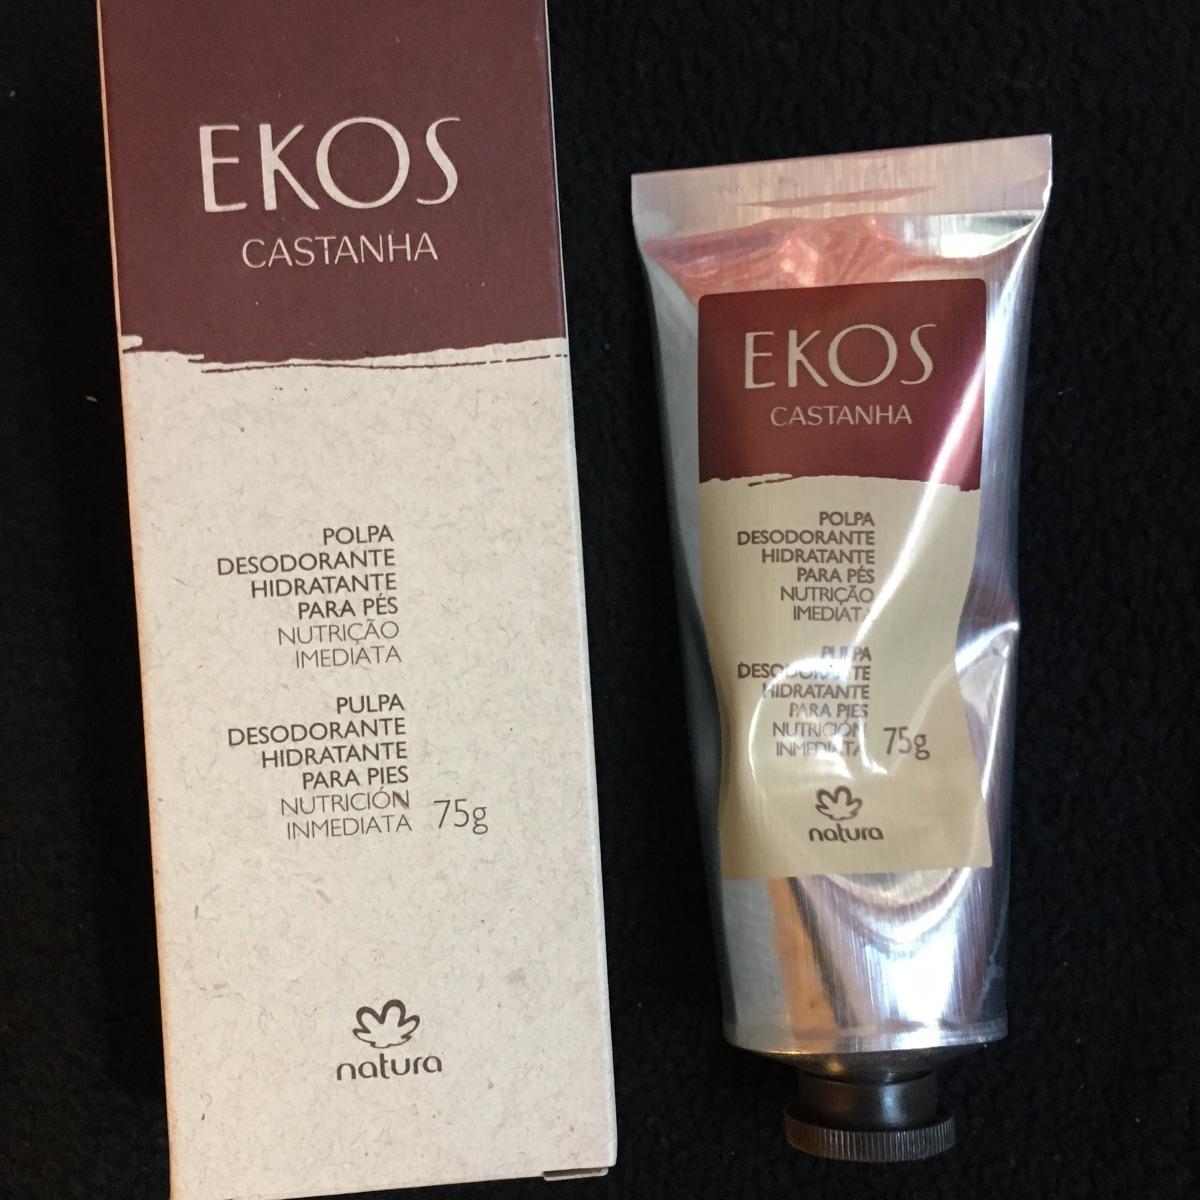 EKOS
CASTANHA
POLPA
DESODORANTE
HIDRATANTE
PARA PÉS
NUTRIÇÃO
IMEDIATA
PULPA
DESODORANTE
HIDRATANTE
PARA PIES
NUTRICIÓN
INMEDIATA 75g
natura
EKOS
CASTANHA
POLPA
DESODORANTE
HIDRATANTE
PARA PÉS
NUTRIÇÃO
IMEDIATA
PULPA
DESODORANTE
HIDRATANTE
PARA PIES
NUTRICIÓN
INMEDIATA 75g
natura